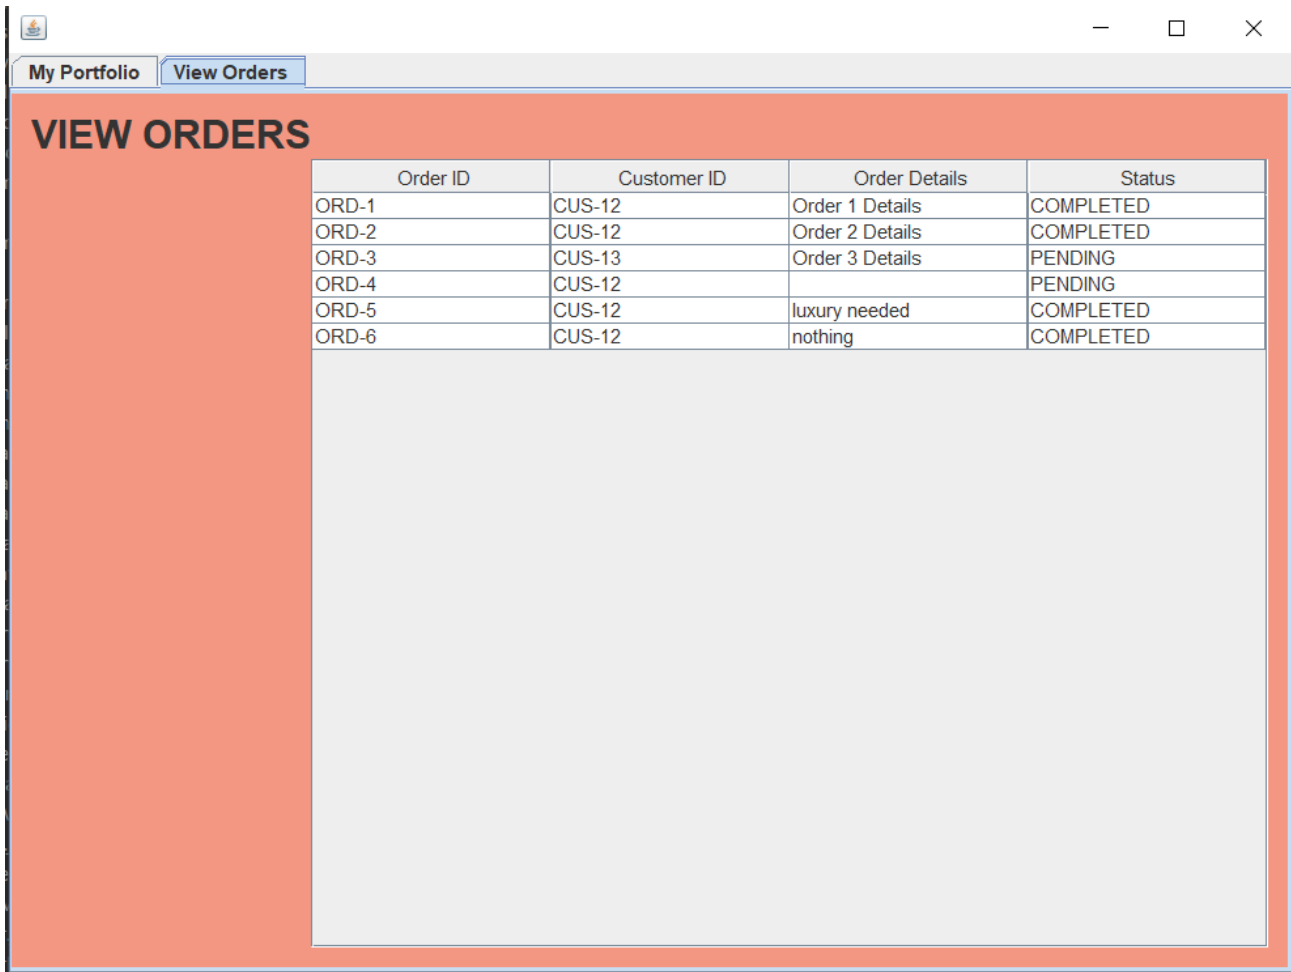 My Portfolio View Orders
VIEW ORDERS
Order ID Customer ID Order Details Status
ORD-1 CUS-12 Order 1 Details COMPLETED
ORD-2 CUS-12 Order 2 Details COMPLETED
ORD-3 CUS-13 Order 3 Details PENDING
ORD-4 CUS-12 PENDING
ORD-5 CUS-12 luxury needed COMPLETED
ORD-6 CUS-12 nothing COMPLETED